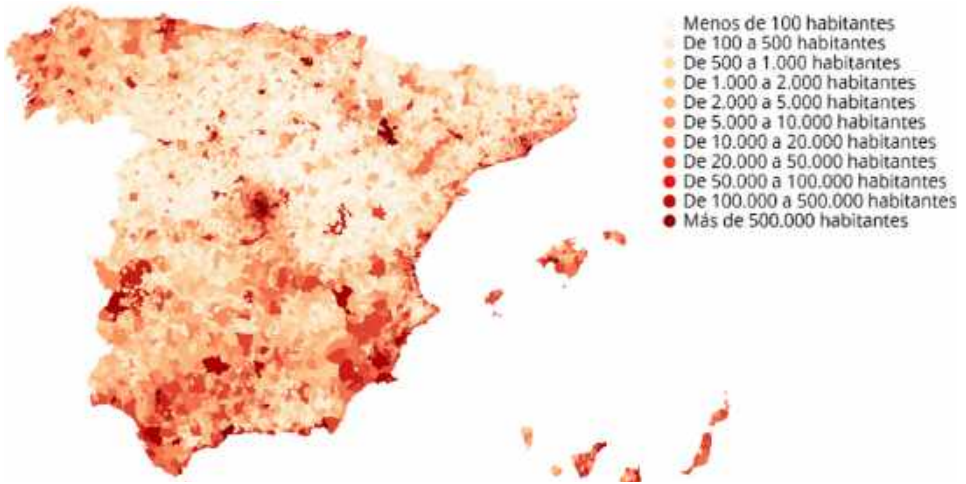 Menos de 100 habitantes
De 100 a 500 habitantes
De 500 a 1.000 habitantes
De 1.000 a 2.000 habitantes
De 2.000 a 5.000 habitantes
De 5.000 a 10.000 habitantes
De 10.000 a 20.000 habitantes
De 20.000 a 50.000 habitantes
De 50.000 a 100.000 habitantes
De 100.000 a 500.000 habitantes
Más de 500.000 habitantes